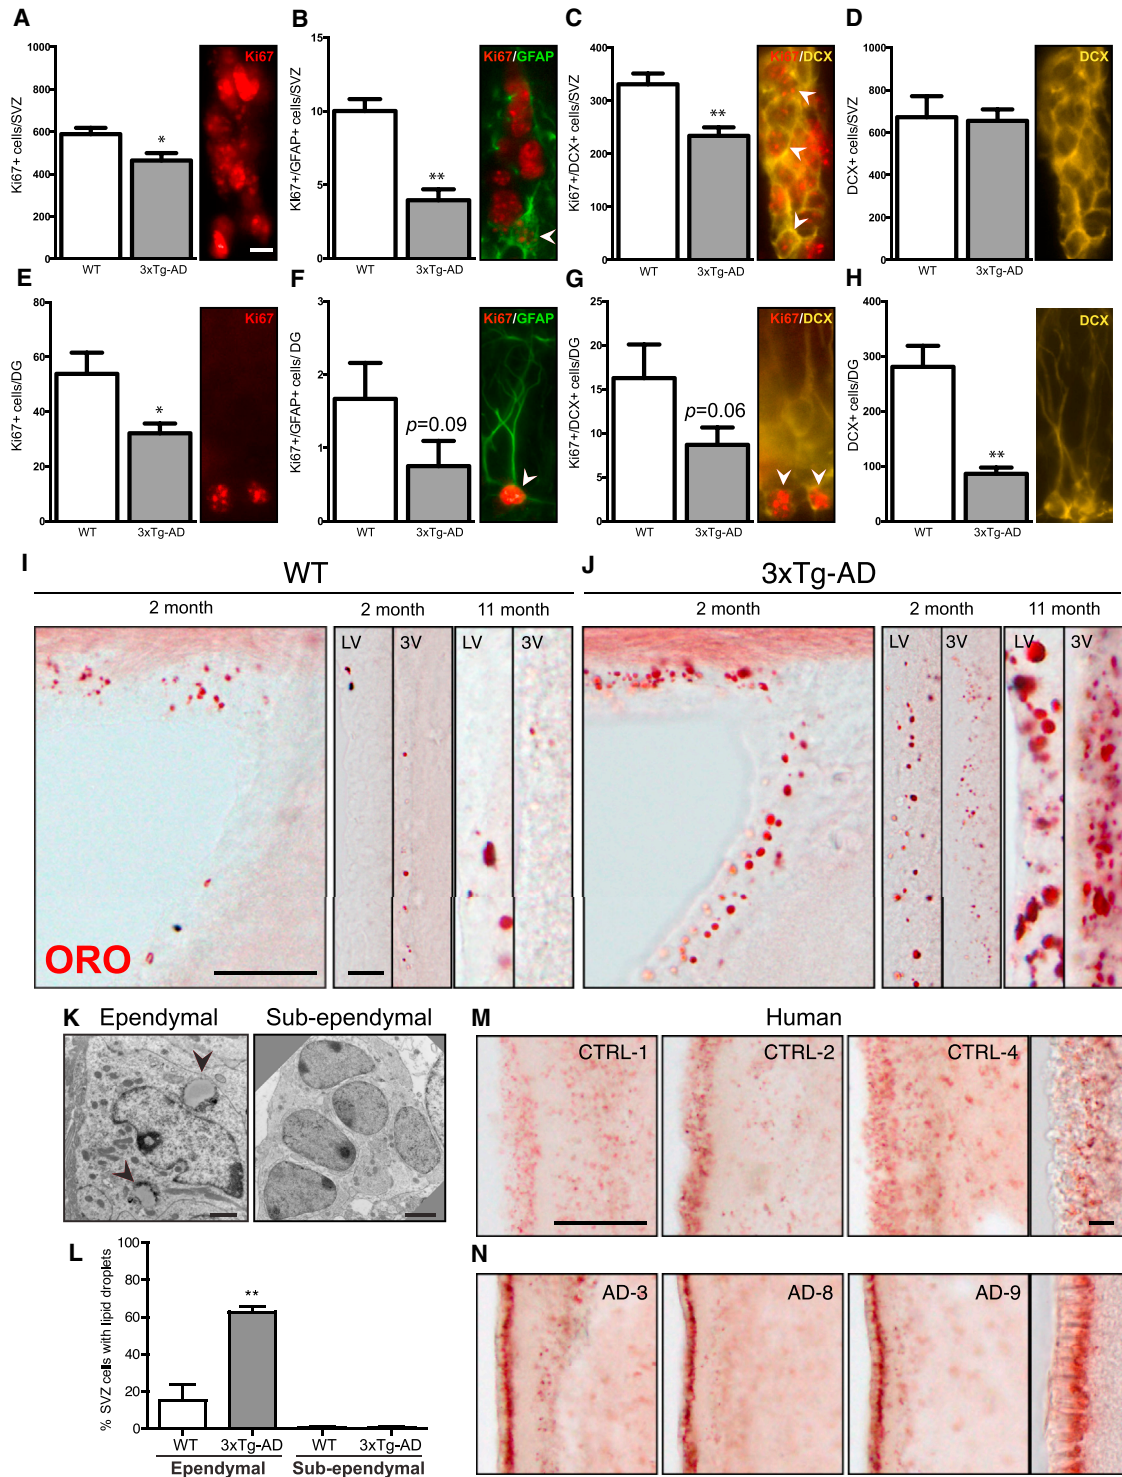 A
Ki67+ cells/SVZ
1000
800
600
400
200
0
*
WT
3xTg-AD
Ki67
B
Ki67+/GFAP+ cells/SVZ
15
10
5
0
**
WT
3xTg-AD
Ki67/GFAP
C
Ki67+/DCX+ cells/SVZ
400
300
200
100
0
**
WT
3xTg-AD
Ki67/DCX
D
DCX+ cells/SVZ
1000
800
600
400
200
0
WT
3xTg-AD
DCX
E
Ki67+ cells/DG
80
60
40
20
0
*
WT
3xTg-AD
Ki67
F
Ki67+/GFAP+ cells/ DG
3
2
1
0
p=0.09
WT
3xTg-AD
Ki67/GFAP
G
Ki67+/DCX+ cells/DG
25
20
15
10
5
0
p=0.06
WT
3xTg-AD
Ki67/DCX
H
DCX+ cells/DG
400
300
200
100
0
**
WT
3xTg-AD
DCX
I
WT
2 month
2 month
11 month
LV
3V
LV
3V
ORO
J
3xTg-AD
2 month
2 month
11 month
LV
3V
LV
3V
K
Ependymal
Sub-ependymal
L
% SVZ cells with lipid droplets
100
80
60
40
20
0
**
WT
3xTg-AD
WT
3xTg-AD
Ependymal
Sub-ependymal
M
Human
CTRL-1
CTRL-2
CTRL-4
N
AD-3
AD-8
AD-9